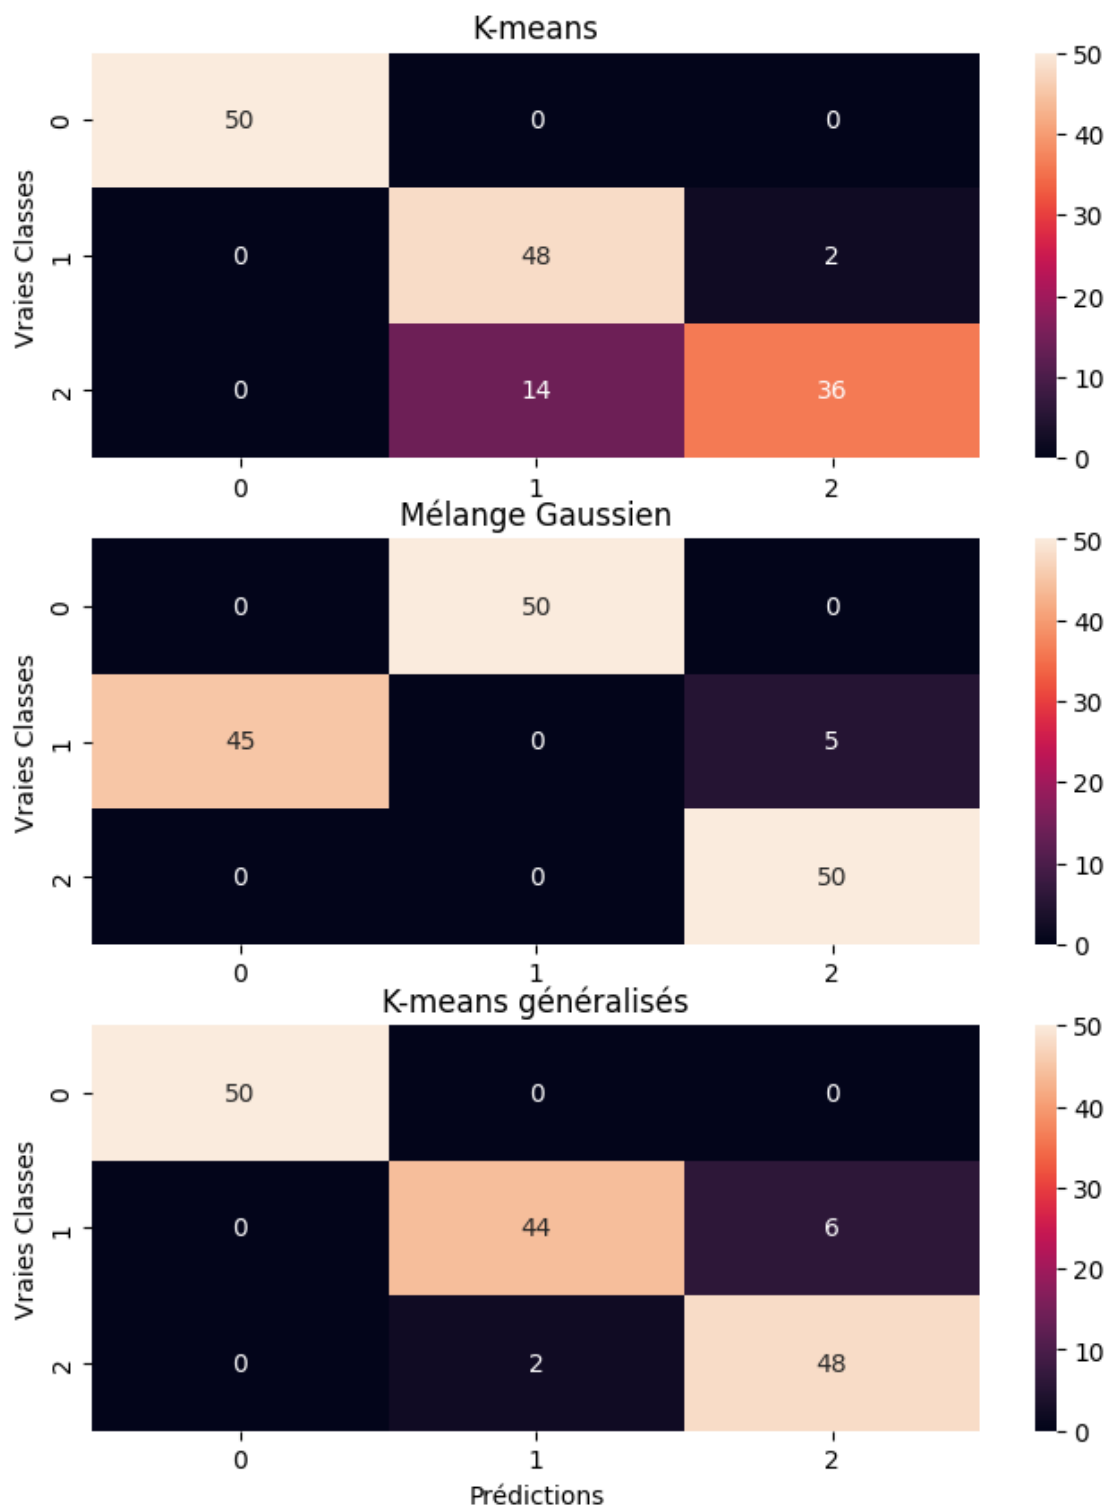 K-means
50 0 0
0 48 2
0 14 36
0
1
2
Vraies Classes
0 1 2
50
40
30
20
10
0
Mélange Gaussien
0 50 0
45 0 5
0 0 50
0
1
2
Vraies Classes
0 1 2
50
40
30
20
10
0
K-means généralisés
50 0 0
0 44 6
0 2 48
0
1
2
Vraies Classes
0 1 2
Prédictions
50
40
30
20
10
0